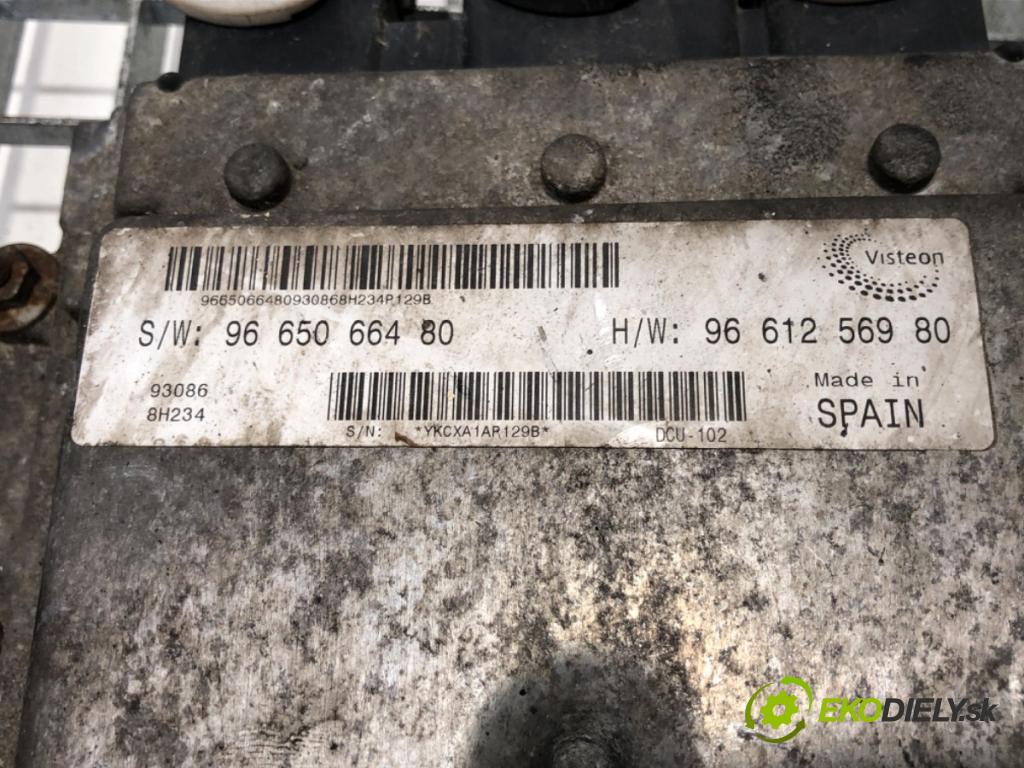 Visteon
9665066480930868H234P129B
S/W: 96 650 664 80 H/W: 96 612 569 80
93086
8H234
Made in
SPAIN
S/N: *YKCXA1AR129B* DCU-102
EKODIELY.sk